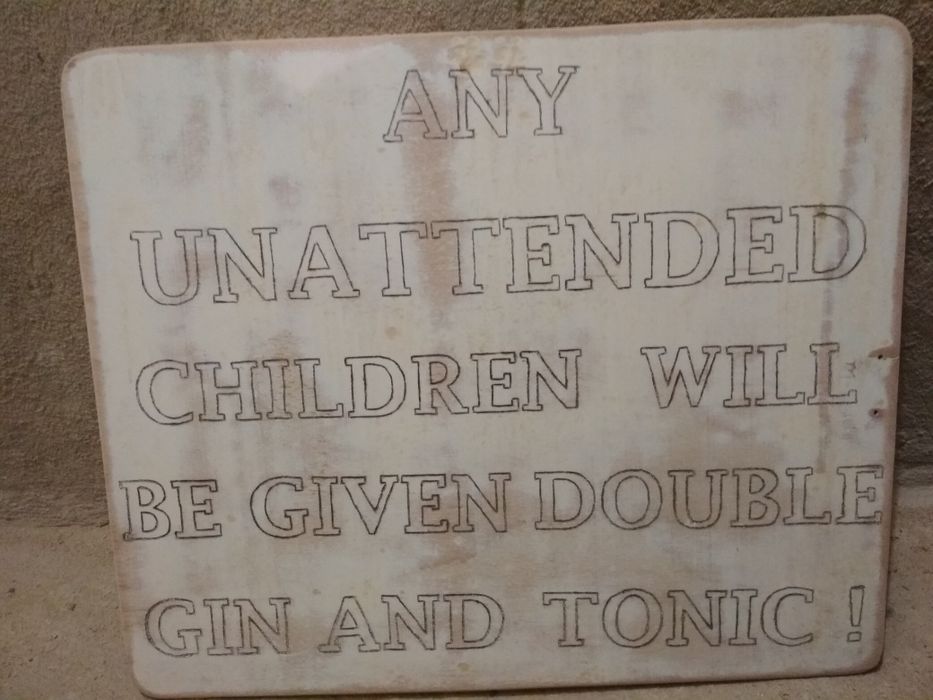 ANY
UNATTENDED
CHILDREN WILL
BE GIVEN DOUBLE
GIN AND TONIC !